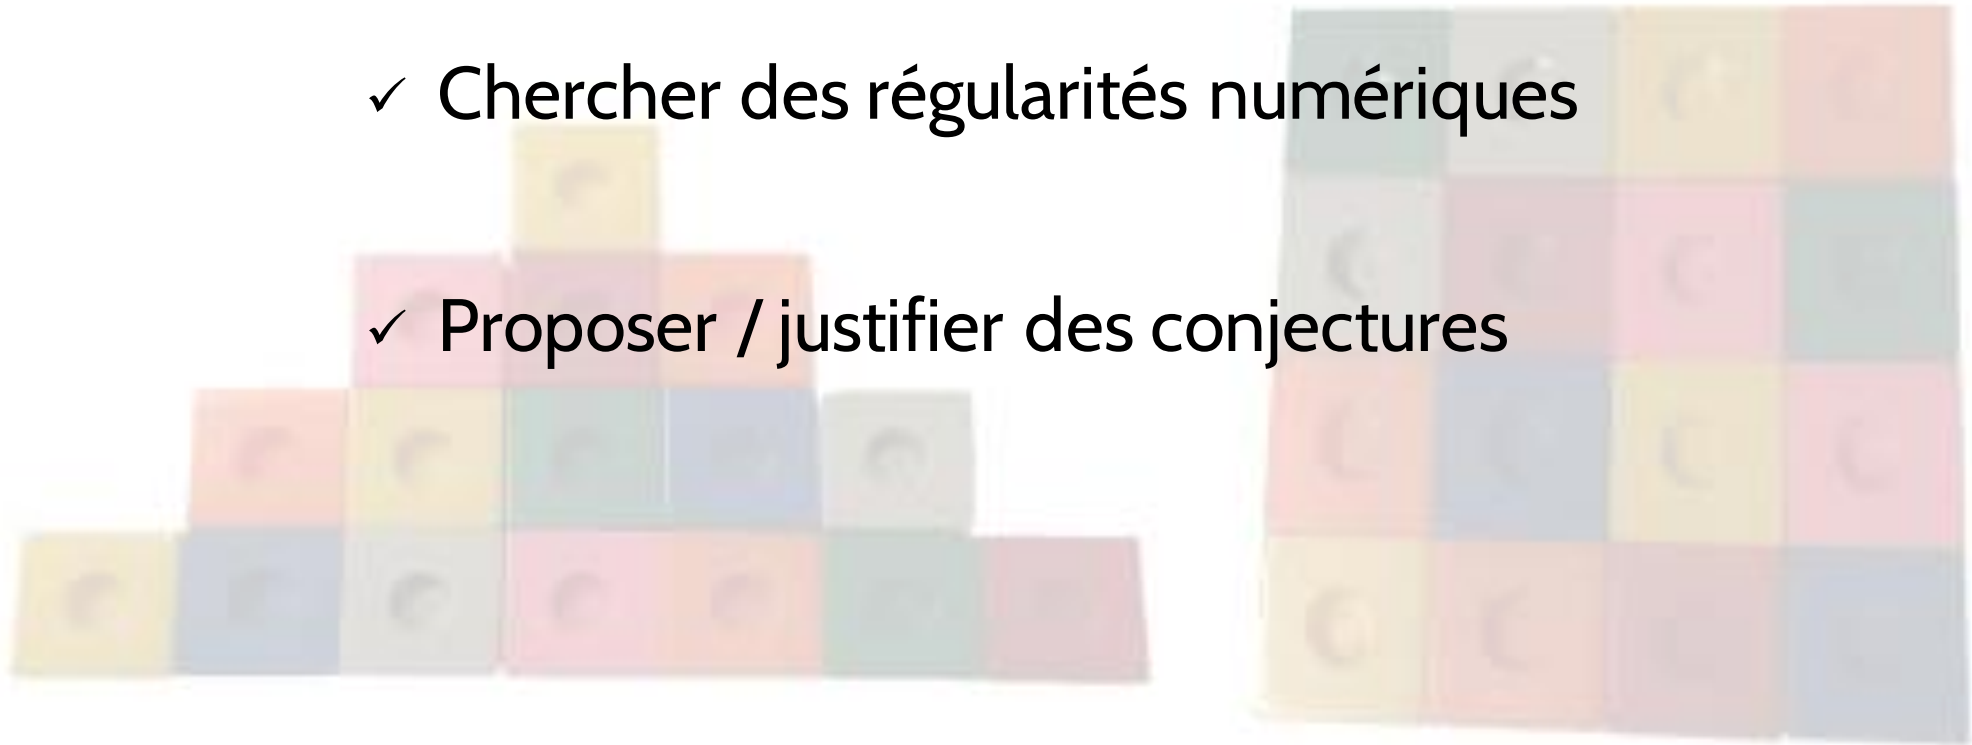 ✓ Chercher des régularités numériques
✓ Proposer / justifier des conjectures